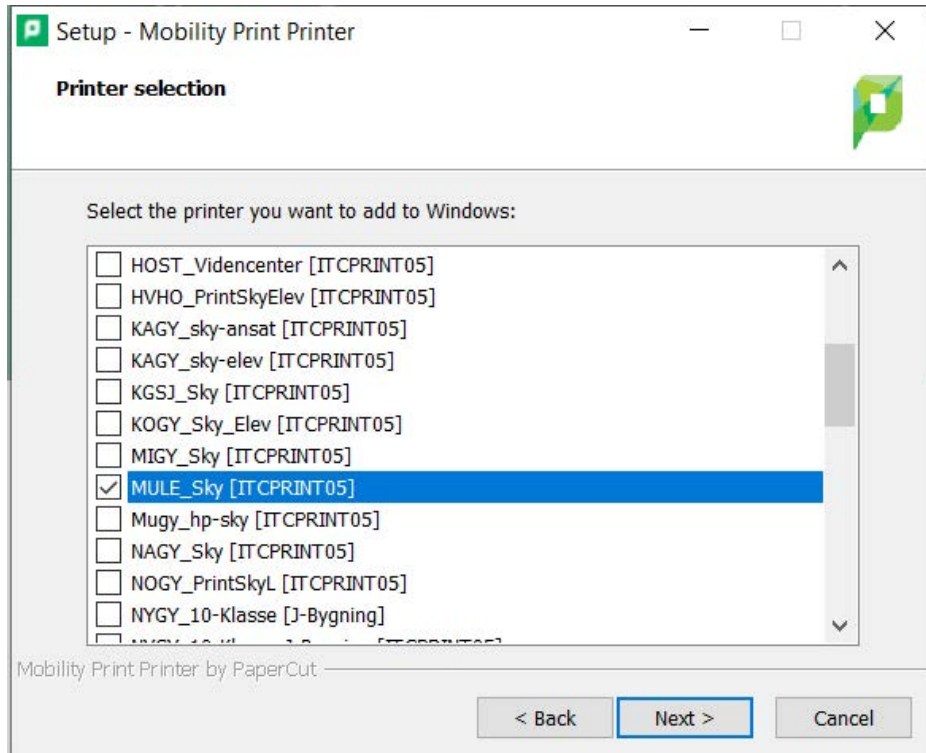 Setup - Mobility Print Printer
Printer selection
Select the printer you want to add to Windows:
HOST_Videncenter [ITCPRINT05]
HVHO_PrintSkyElev [ITCPRINT05]
KAGY_sky-ansat [ITCPRINT05]
KAGY_sky-elev [ITCPRINT05]
KGSJ_Sky [ITCPRINT05]
KOGY_Sky_Elev [ITCPRINT05]
MIGY_Sky [ITCPRINT05]
MULE_Sky [ITCPRINT05]
Mugy_hp-sky [ITCPRINT05]
NAGY_Sky [ITCPRINT05]
NOGY_PrintSkyL [ITCPRINT05]
NYGY_10-Klasse [J-Bygning]
Mobility Print Printer by PaperCut
< Back Next > Cancel